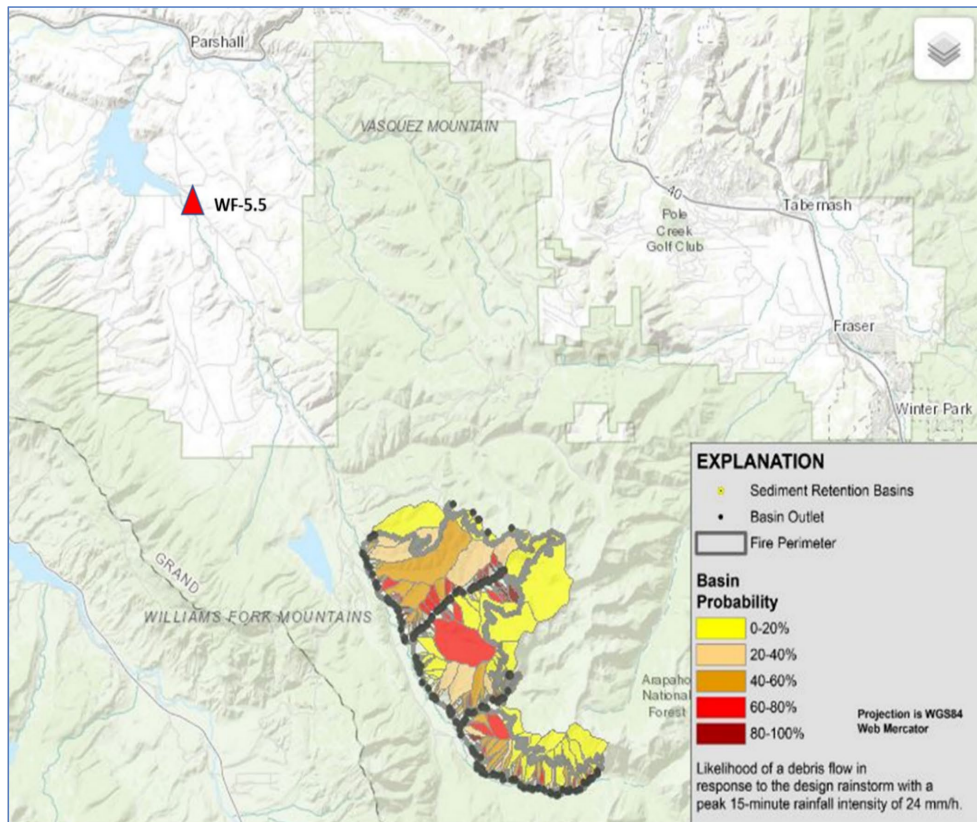 Parshall
VASQUEZ MOUNTAIN
WF-5.5
40
Tabernash
Pole
Creek
Golf Club
Fraser
Winter Park
GRAND
WILLIAMS FORK MOUNTAINS
Arapaho
National
Forest
EXPLANATION
Sediment Retention Basins
Basin Outlet
Fire Perimeter
Basin
Probability
0-20%
20-40%
40-60%
60-80%
80-100%
Projection is WGS84
Web Mercator
Likelihood of a debris flow in
response to the design rainstorm with a
peak 15-minute rainfall intensity of 24 mm/h.